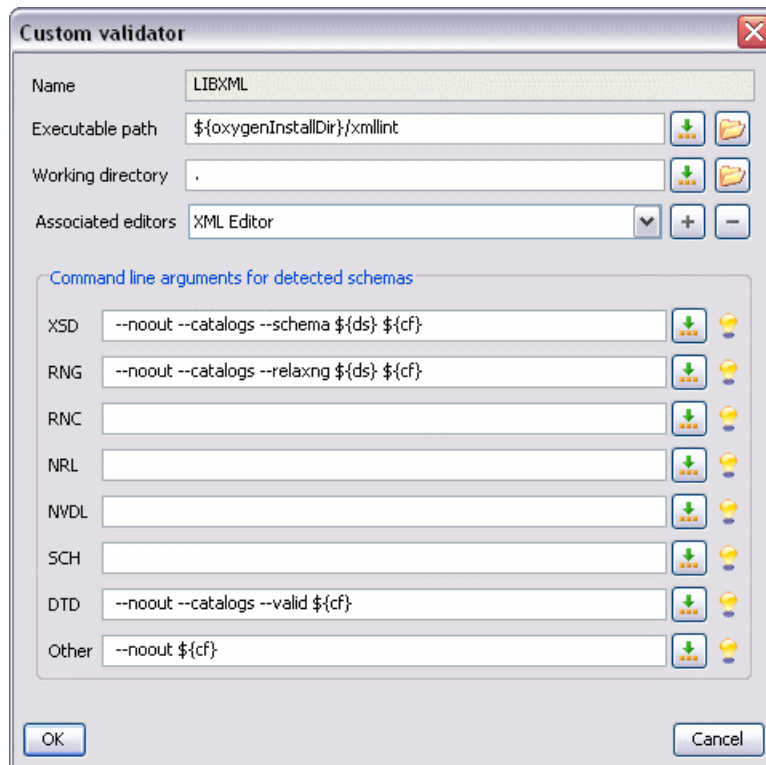 Custom validator
Name LIBXML
Executable path ${oxygenInstallDir}/xmllint
Working directory .
Associated editors XML Editor
Command line arguments for detected schemas
XSD --noout --catalogs --schema ${ds} ${cf}
RNG --noout --catalogs --relaxng ${ds} ${cf}
RNC
NRL
NVDL
SCH
DTD --noout --catalogs --valid ${cf}
Other --noout ${cf}
OK Cancel